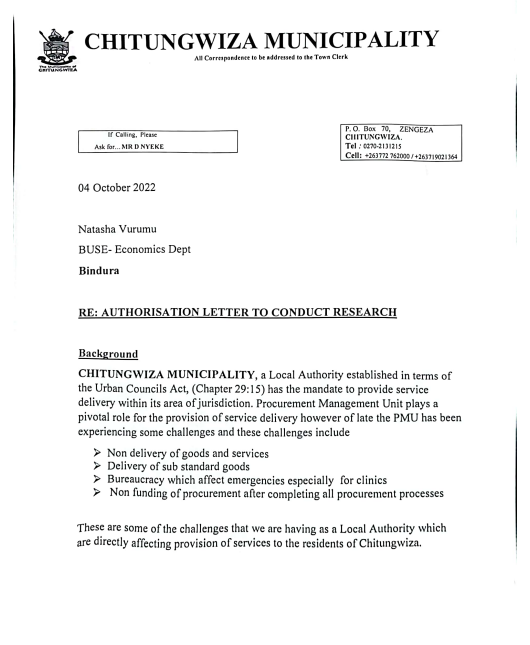 CHITUNGWIZA MUNICIPALITY
All Correspondence to be addressed to the Town Clerk
CHITUNGWIZA
If Calling, Please
Ask for... MR D NYEKE
P. O. Box 70, ZENGEZA
CHITUNGWIZA.
Tel : 0270-2131215
Cell: +263772 762000 / +263719021364
04 October 2022
Natasha Vurumu
BUSE- Economics Dept
Bindura
RE: AUTHORISATION LETTER TO CONDUCT RESEARCH
Background
CHITUNGWIZA MUNICIPALITY, a Local Authority established in terms of
the Urban Councils Act, (Chapter 29:15) has the mandate to provide service
delivery within its area of jurisdiction. Procurement Management Unit plays a
pivotal role for the provision of service delivery however of late the PMU has been
experiencing some challenges and these challenges include
➢ Non delivery of goods and services
➢ Delivery of sub standard goods
➢ Bureaucracy which affect emergencies especially for clinics
➢ Non funding of procurement after completing all procurement processes
These are some of the challenges that we are having as a Local Authority which
are directly affecting provision of services to the residents of Chitungwiza.